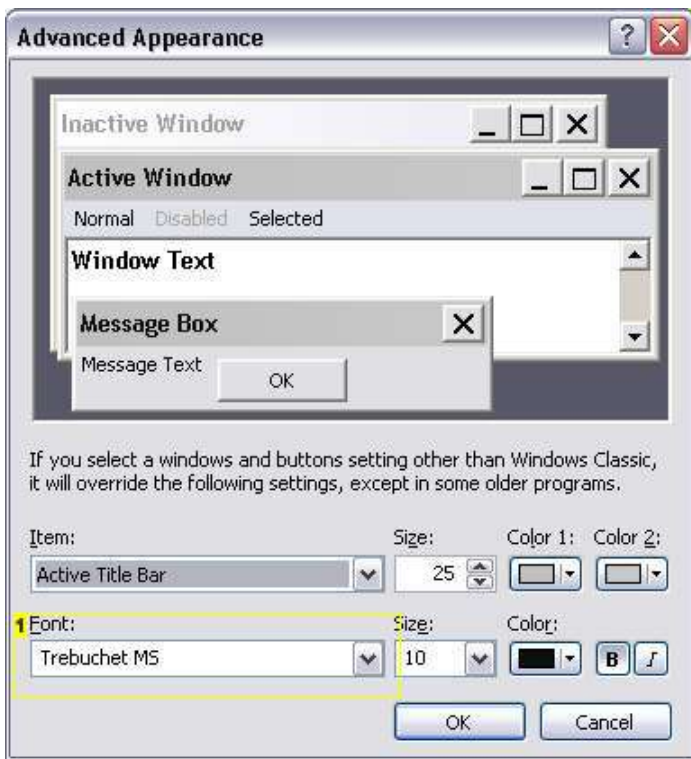 Advanced Appearance
Inactive Window
Active Window
Normal Disabled Selected
Window Text
Message Box
Message Text
OK
If you select a windows and buttons setting other than Windows Classic,
it will override the following settings, except in some older programs.
Item: Size: Color 1: Color 2:
Active Title Bar 25
1 Font: Size: Color:
Trebuchet MS 10 B I
OK Cancel